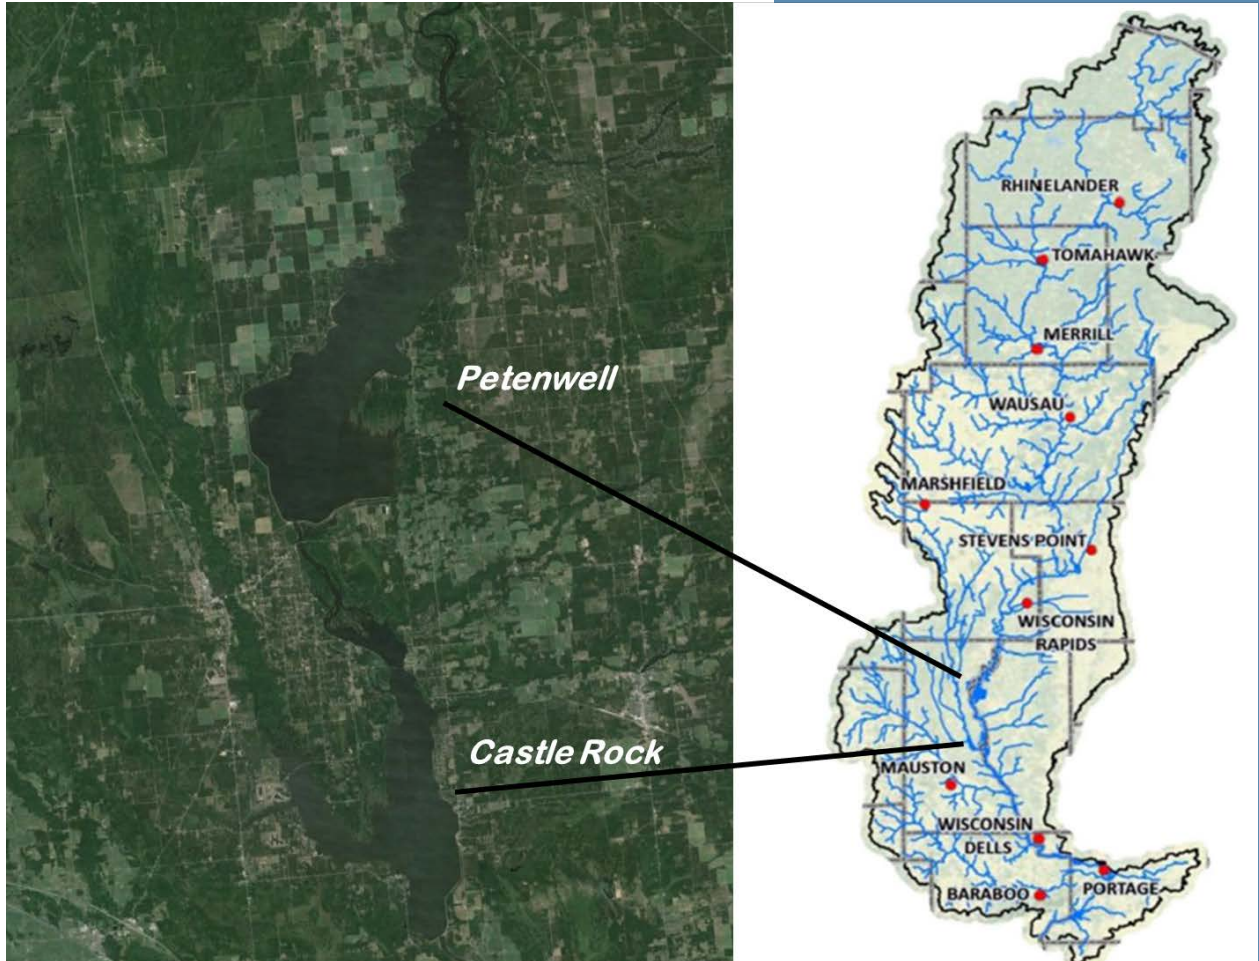 Petenwell
Castle Rock
RHINELANDER
TOMAHAWK
MERRILL
WAUSAU
MARSHFIELD
STEVENS POINT
WISCONSIN
RAPIDS
MAUSTON
WISCONSIN
DELLS
BARABOO
PORTAGE